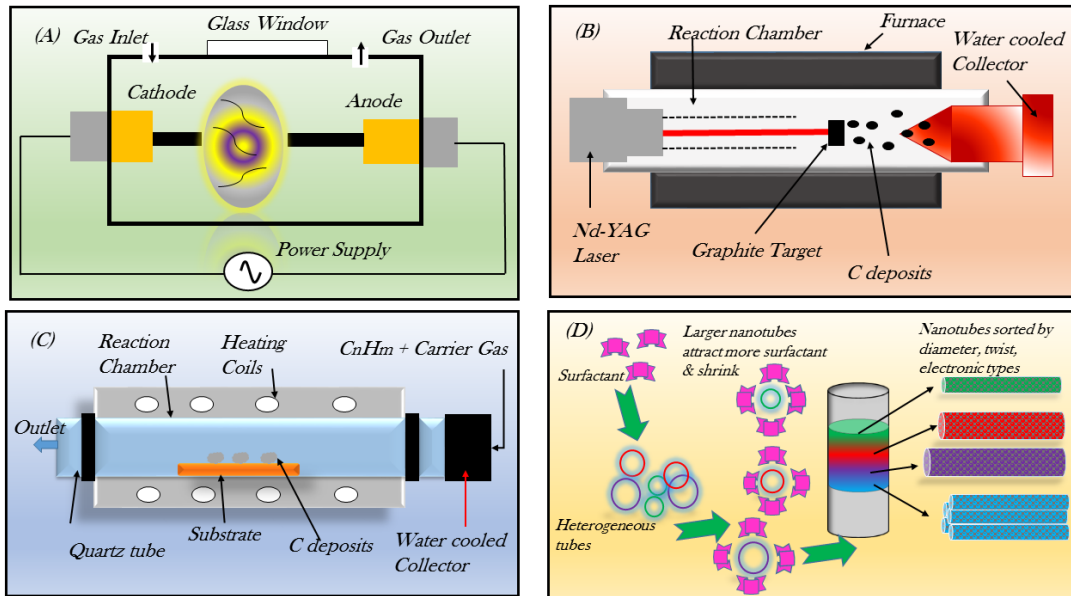 (A)
Glass Window
Gas Inlet
Gas Outlet
Cathode
Anode
Power Supply
(B)
Furnace
Reaction Chamber
Water cooled
Collector
Nd-YAG
Laser
Graphite Target
C deposits
(C)
Reaction
Chamber
Heating
Coils
CnHm + Carrier Gas
Outlet
Quartz tube
Substrate
C deposits
Water cooled
Collector
(D)
Surfactant
Larger nanotubes
attract more surfactant
& shrink
Nanotubes sorted by
diameter, twist,
electronic types
Heterogeneous
tubes